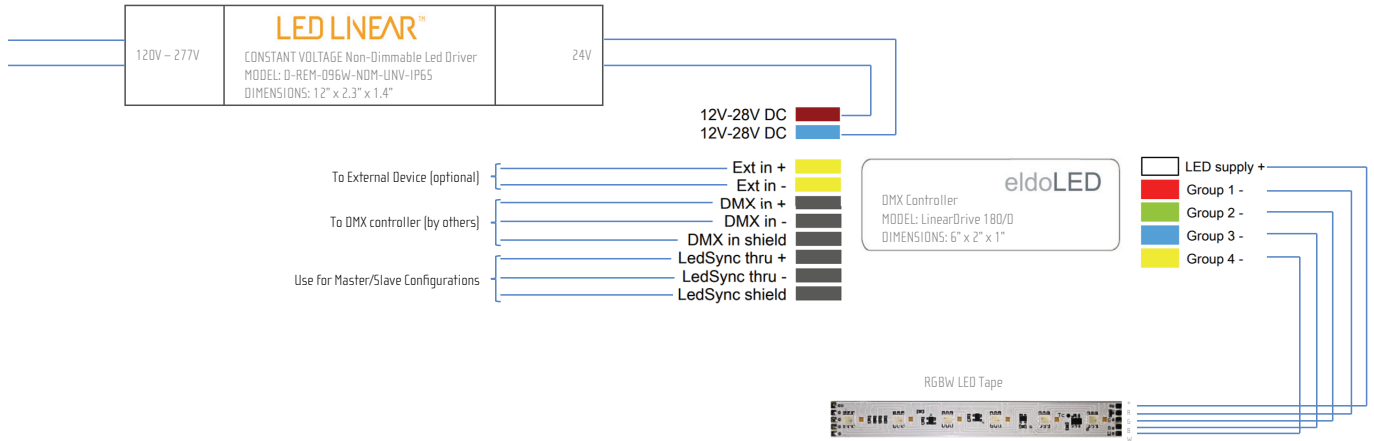 LED LINEAR™
120V – 277V
CONSTANT VOLTAGE Non-Dimmable Led Driver
MODEL: D-REM-096W-NDM-UNV-IP65
DIMENSIONS: 12" x 2.3" x 1.4"
24V
12V-28V DC
12V-28V DC
To External Device (optional)
Ext in +
Ext in -
To DMX controller (by others)
DMX in +
DMX in -
DMX in shield
Use for Master/Slave Configurations
LedSync thru +
LedSync thru -
LedSync shield
eldoLED
DMX Controller
MODEL: LinearDrive 180/D
DIMENSIONS: 6" x 2" x 1"
LED supply +
Group 1 -
Group 2 -
Group 3 -
Group 4 -
RGBW LED Tape
+
R
G
B
W